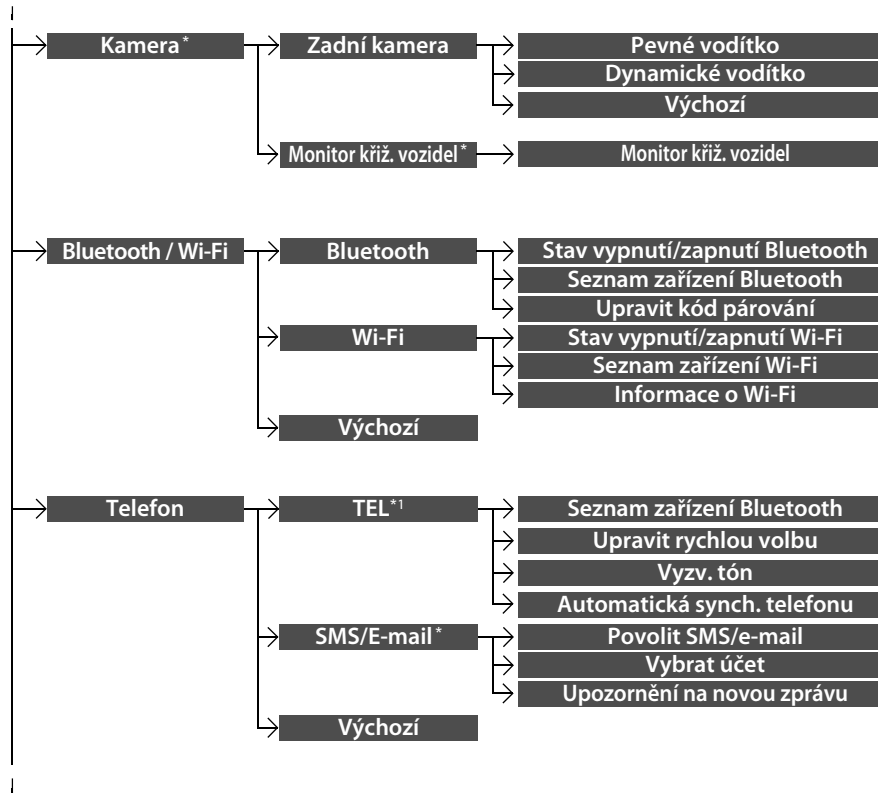 Kamera*
Zadní kamera
Pevné vodítko
Dynamické vodítko
Výchozí
Monitor křiž. vozidel*
Monitor křiž. vozidel
Bluetooth / Wi-Fi
Bluetooth
Stav vypnutí/zapnutí Bluetooth
Seznam zařízení Bluetooth
Upravit kód párování
Wi-Fi
Stav vypnutí/zapnutí Wi-Fi
Seznam zařízení Wi-Fi
Informace o Wi-Fi
Výchozí
Telefon
TEL*1
Seznam zařízení Bluetooth
Upravit rychlou volbu
Vyzv. tón
Automatická synch. telefonu
SMS/E-mail*
Povolit SMS/e-mail
Vybrat účet
Upozornění na novou zprávu
Výchozí